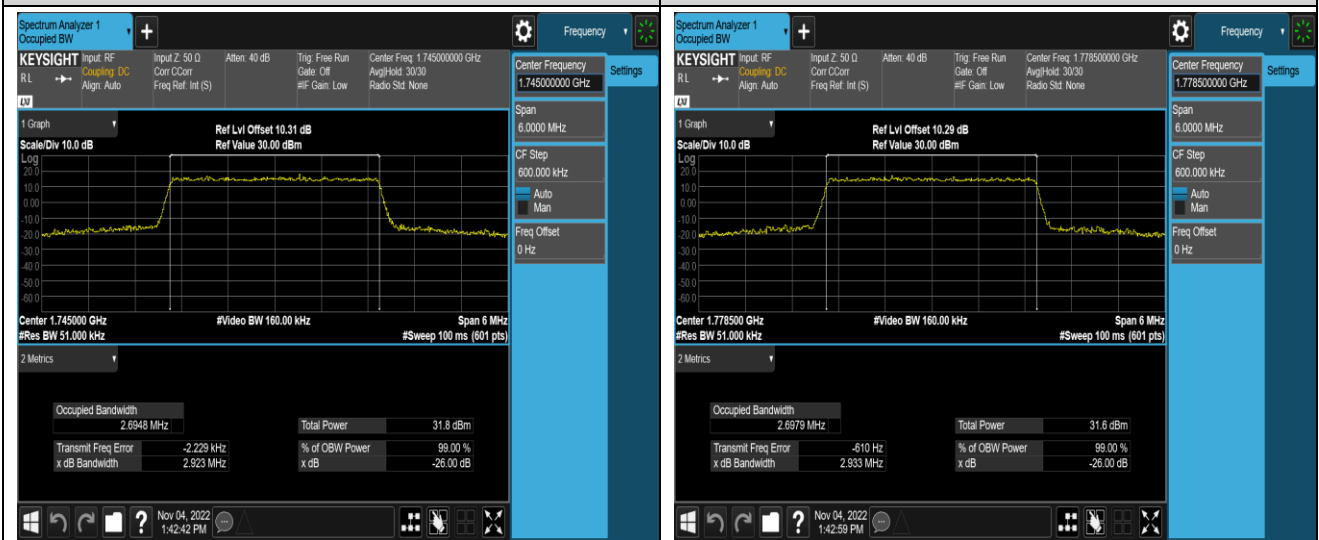 Spectrum Analyzer 1
Occupied BW
+
Frequency
KEYSIGHT
R L
LXI
Input: RF
Coupling: DC
Align: Auto
Input Z: 50 Ω
Corr CCorr
Freq Ref: Int (S)
Atten: 40 dB
Trig: Free Run
Gate: Off
#IF Gain: Low
Center Freq: 1.745000000 GHz
Avg|Hold: 30/30
Radio Std: None
Center Frequency
1.745000000 GHz
Settings
Span
6.0000 MHz
CF Step
600.000 kHz
Auto
Man
Freq Offset
0 Hz
1 Graph
Ref Lvl Offset 10.31 dB
Scale/Div 10.0 dB
Ref Value 30.00 dBm
Log
20.0
10.0
0.00
-10.0
-20.0
-30.0
-40.0
-50.0
-60.0
Center 1.745000 GHz
#Video BW 160.00 kHz
Span 6 MHz
#Res BW 51.000 kHz
#Sweep 100 ms (601 pts)
2 Metrics
Occupied Bandwidth
2.6948 MHz
Total Power 31.8 dBm
Transmit Freq Error -2.229 kHz
% of OBW Power 99.00 %
x dB Bandwidth 2.923 MHz
x dB -26.00 dB
?
Nov 04, 2022
1:42:42 PM
Spectrum Analyzer 1
Occupied BW
+
Frequency
KEYSIGHT
R L
LXI
Input: RF
Coupling: DC
Align: Auto
Input Z: 50 Ω
Corr CCorr
Freq Ref: Int (S)
Atten: 40 dB
Trig: Free Run
Gate: Off
#IF Gain: Low
Center Freq: 1.778500000 GHz
Avg|Hold: 30/30
Radio Std: None
Center Frequency
1.778500000 GHz
Settings
Span
6.0000 MHz
CF Step
600.000 kHz
Auto
Man
Freq Offset
0 Hz
1 Graph
Ref Lvl Offset 10.29 dB
Scale/Div 10.0 dB
Ref Value 30.00 dBm
Log
20.0
10.0
0.00
-10.0
-20.0
-30.0
-40.0
-50.0
-60.0
Center 1.778500 GHz
#Video BW 160.00 kHz
Span 6 MHz
#Res BW 51.000 kHz
#Sweep 100 ms (601 pts)
2 Metrics
Occupied Bandwidth
2.6979 MHz
Total Power 31.6 dBm
Transmit Freq Error -610 Hz
% of OBW Power 99.00 %
x dB Bandwidth 2.933 MHz
x dB -26.00 dB
?
Nov 04, 2022
1:42:59 PM